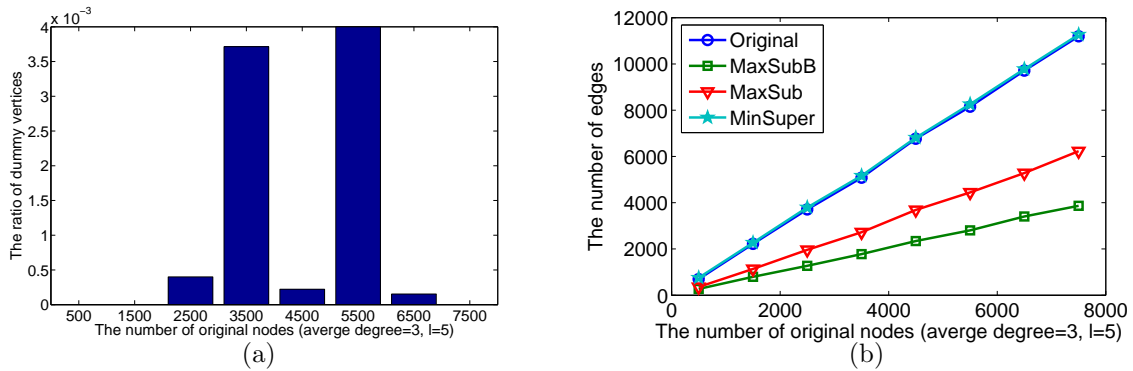 4 x 10^-3
3.5
3
2.5
2
1.5
1
0.5
0
The ratio of dummy vertices
500 1500 2500 3500 4500 5500 6500 7500
The number of original nodes (averge degree=3, l=5)
(a)
12000
10000
8000
6000
4000
2000
0
The number of edges
Original
MaxSubB
MaxSub
MinSuper
0 2000 4000 6000 8000
The number of original nodes (averge degree=3, l=5)
(b)